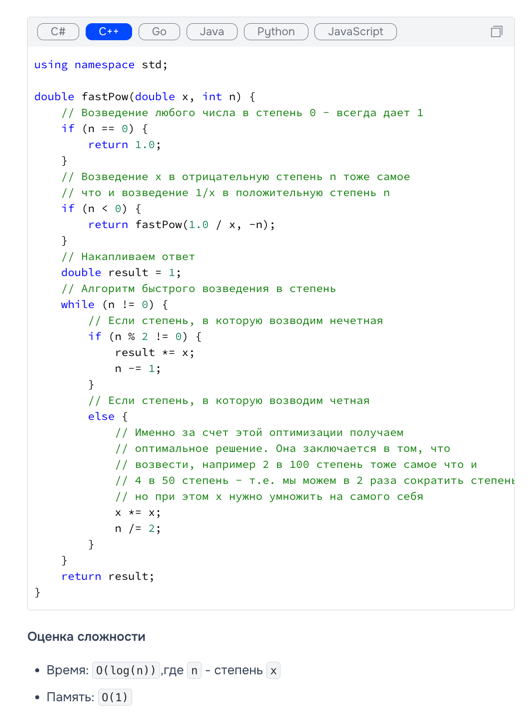 C#
C++
Go
Java
Python
JavaScript
using namespace std;
double fastPow(double x, int n) {
// Возведение любого числа в степень 0 - всегда дает 1
if (n == 0) {
return 1.0;
}
// Возведение x в отрицательную степень n тоже самое
// что и возведение 1/x в положительную степень n
if (n < 0) {
return fastPow(1.0 / x, -n);
}
// Накапливаем ответ
double result = 1;
// Алгоритм быстрого возведения в степень
while (n != 0) {
// Если степень, в которую возводим нечетная
if (n % 2 != 0) {
result *= x;
n -= 1;
}
// Если степень, в которую возводим четная
else {
// Именно за счет этой оптимизации получаем
// оптимальное решение. Она заключается в том, что
// возвести, например 2 в 100 степень тоже самое что и
// 4 в 50 степень - т.е. мы можем в 2 раза сократить степень
// но при этом x нужно умножить на самого себя
x *= x;
n /= 2;
}
}
return result;
}
Оценка сложности
• Время: O(log(n)),где n - степень x
• Память: O(1)